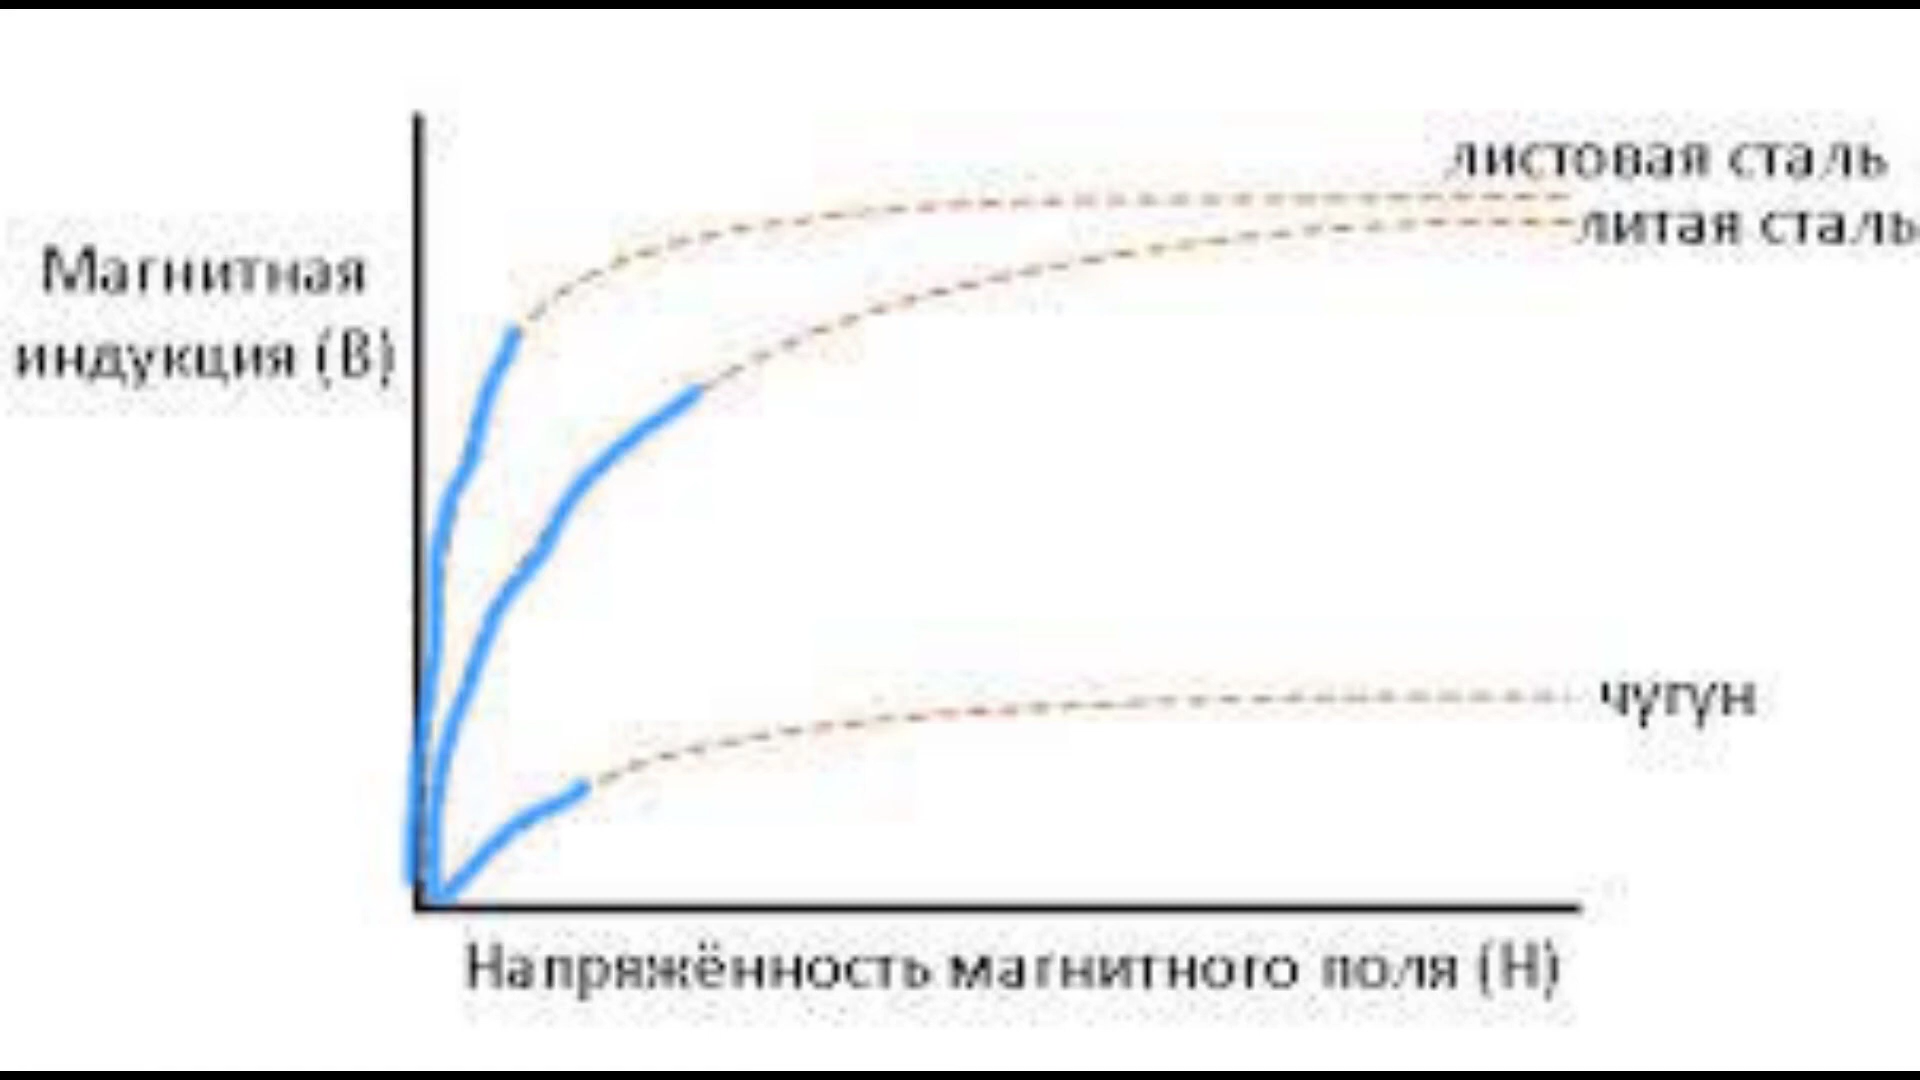 листовая сталь
литая сталь
Магнитная
индукция (В)
чугун
Напряжённость магнитного поля (Н)